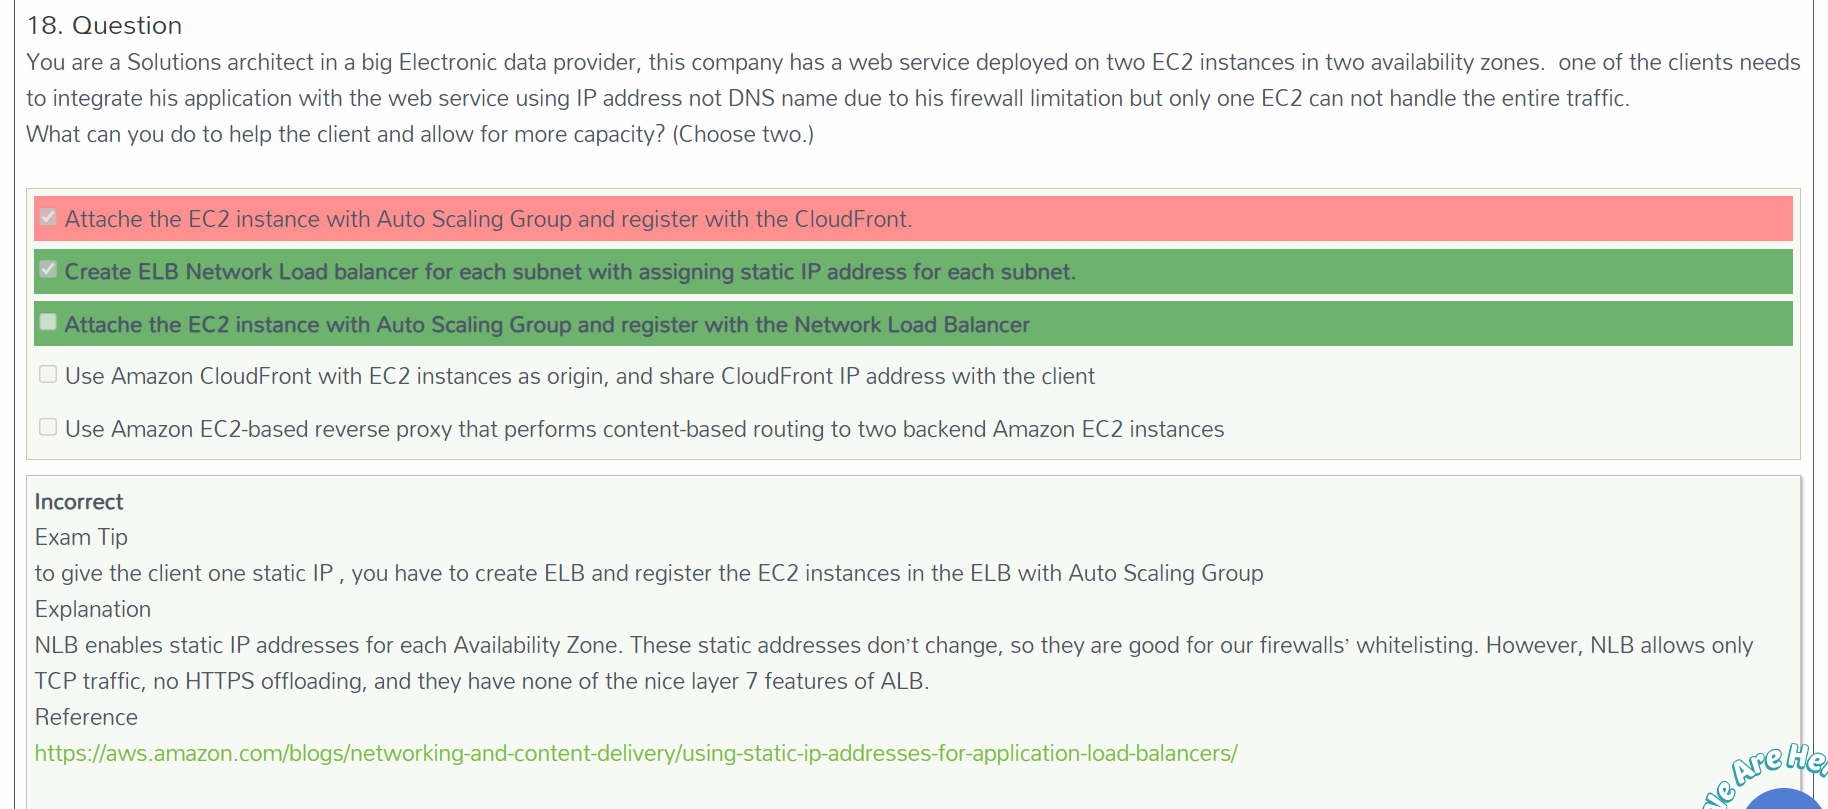 18. Question
You are a Solutions architect in a big Electronic data provider, this company has a web service deployed on two EC2 instances in two availability zones.  one of the clients needs
to integrate his application with the web service using IP address not DNS name due to his firewall limitation but only one EC2 can not handle the entire traffic.
What can you do to help the client and allow for more capacity? (Choose two.)
Attache the EC2 instance with Auto Scaling Group and register with the CloudFront.
Create ELB Network Load balancer for each subnet with assigning static IP address for each subnet.
Attache the EC2 instance with Auto Scaling Group and register with the Network Load Balancer
Use Amazon CloudFront with EC2 instances as origin, and share CloudFront IP address with the client
Use Amazon EC2-based reverse proxy that performs content-based routing to two backend Amazon EC2 instances
Incorrect
Exam Tip
to give the client one static IP , you have to create ELB and register the EC2 instances in the ELB with Auto Scaling Group
Explanation
NLB enables static IP addresses for each Availability Zone. These static addresses don’t change, so they are good for our firewalls’ whitelisting. However, NLB allows only
TCP traffic, no HTTPS offloading, and they have none of the nice layer 7 features of ALB.
Reference
https://aws.amazon.com/blogs/networking-and-content-delivery/using-static-ip-addresses-for-application-load-balancers/
Are